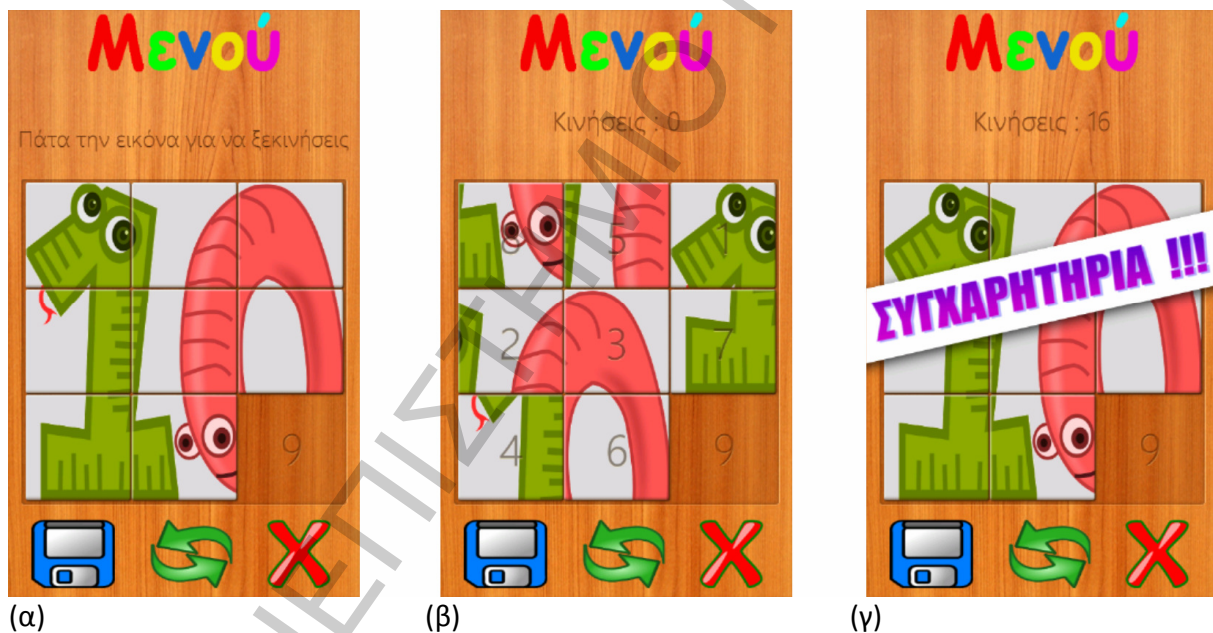 Μενού
Πάτα την εικόνα για να ξεκινήσεις
9
(α)
Μενού
Κινήσεις : 0
8 5 1
2 3 7
4 6 9
(β)
Μενού
Κινήσεις : 16
ΣΥΓΧΑΡΗΤΗΡΙΑ !!!
9
(γ)